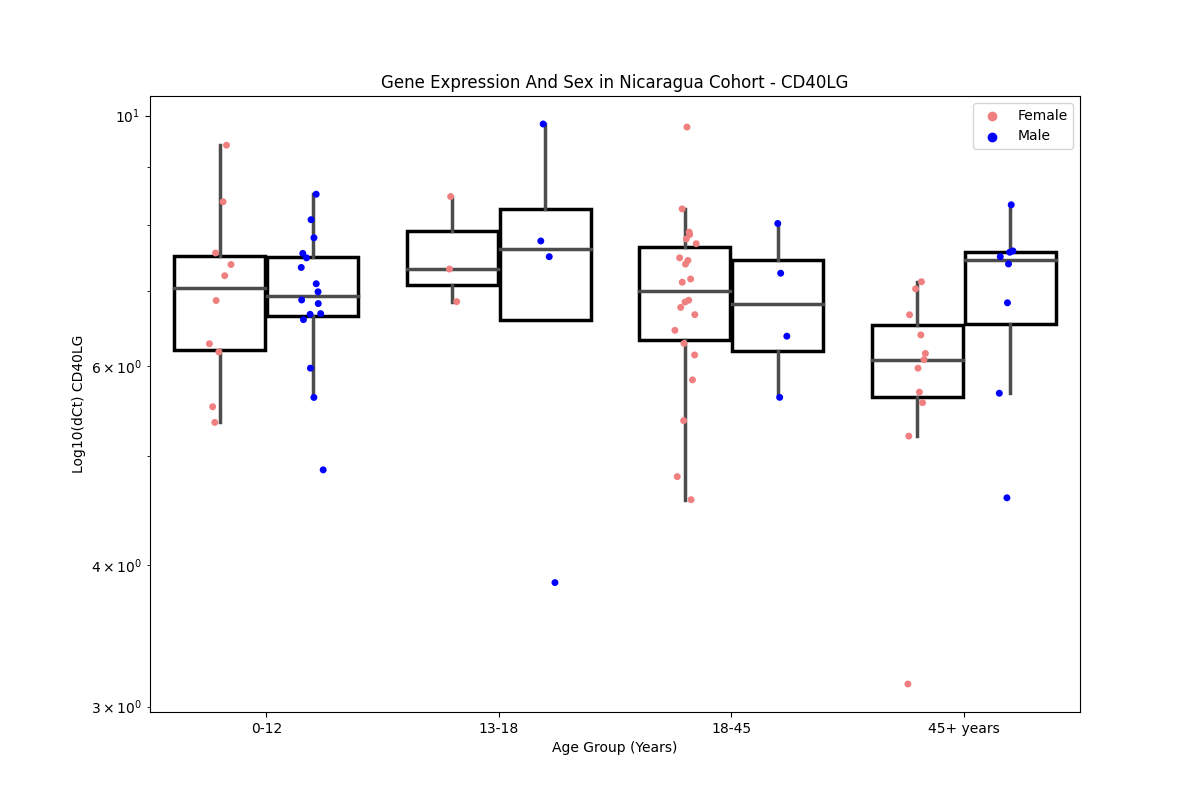 Gene Expression And Sex in Nicaragua Cohort - CD40LG
Female
Male
Log10(dCt) CD40LG
10¹
6 × 10⁰
4 × 10⁰
3 × 10⁰
0-12
13-18
18-45
45+ years
Age Group (Years)